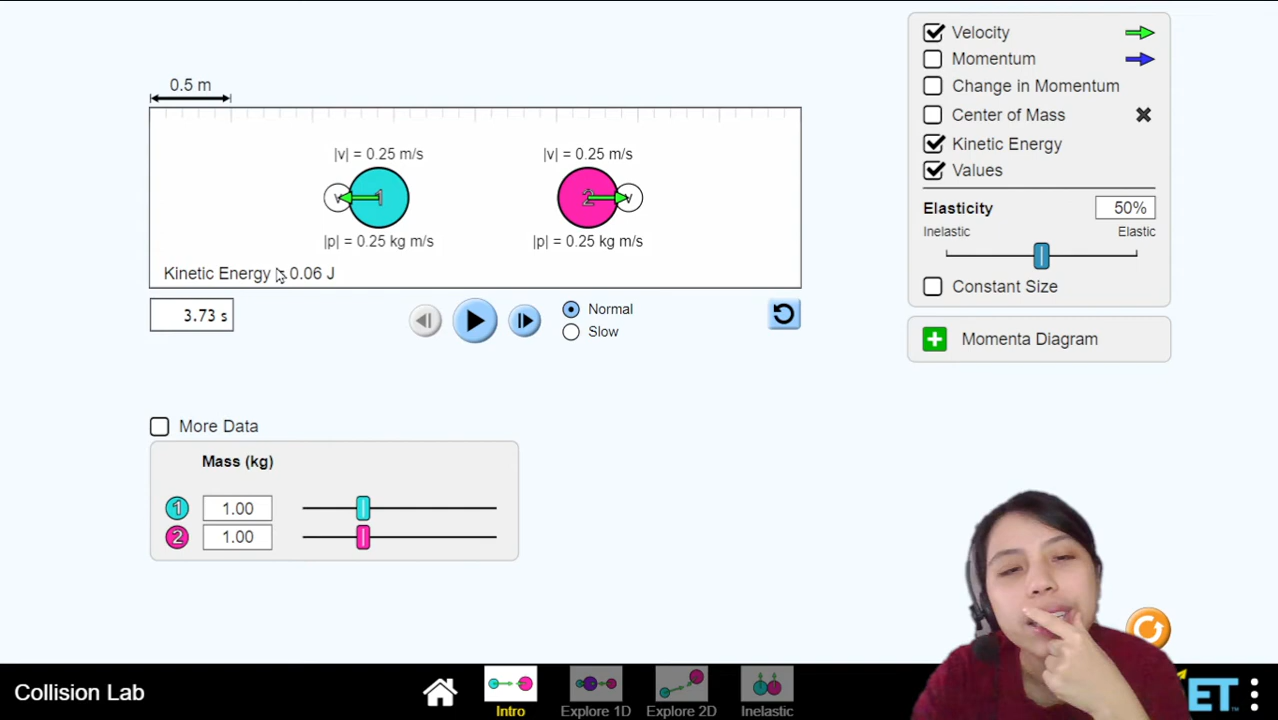 0.5 m
|v| = 0.25 m/s
|v| = 0.25 m/s
v 1
2 v
|p| = 0.25 kg m/s
|p| = 0.25 kg m/s
Kinetic Energy = 0.06 J
3.73 s
Normal
Slow
Velocity
Momentum
Change in Momentum
Center of Mass
Kinetic Energy
Values
Elasticity 50%
Inelastic Elastic
Constant Size
Momenta Diagram
More Data
Mass (kg)
1 1.00
2 1.00
Collision Lab
Intro
Explore 1D
Explore 2D
Inelastic
ET